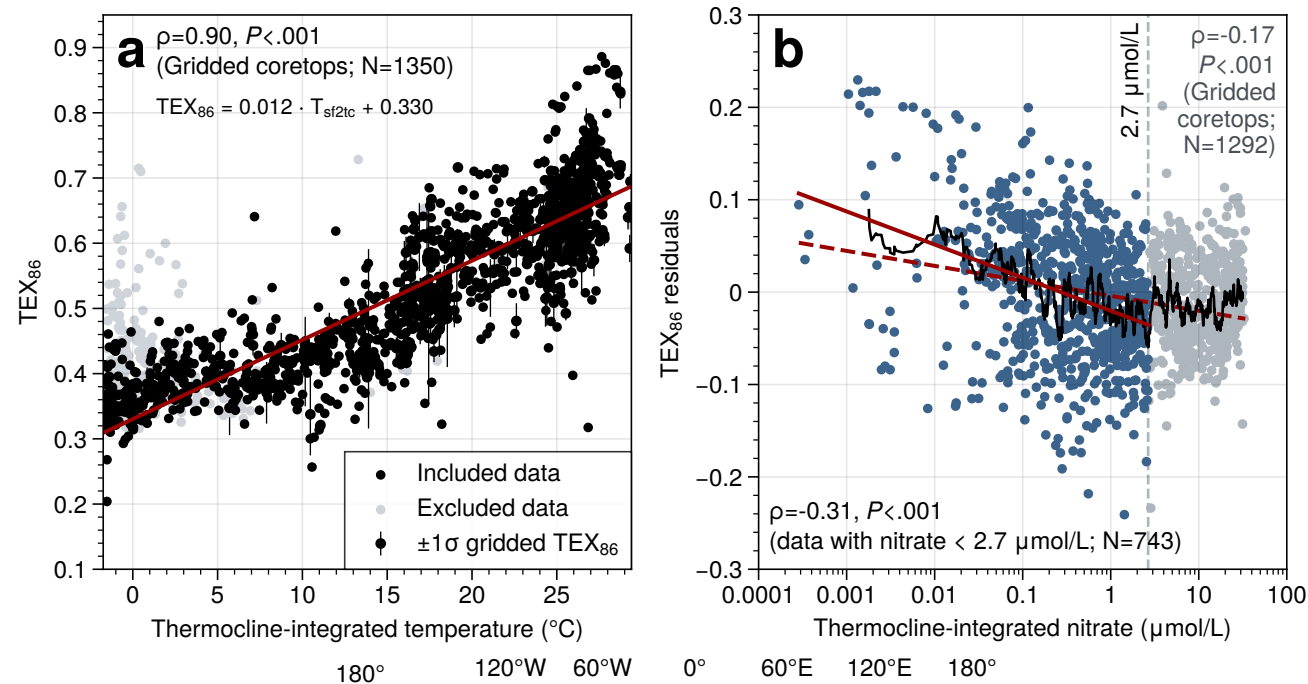 a
ρ=0.90, P<.001
(Gridded coretops; N=1350)
TEX86 = 0.012 · Tsf2tc + 0.330
0.9
0.8
0.7
0.6
0.5
0.4
0.3
0.2
0.1
TEX86
Included data
Excluded data
±1σ gridded TEX86
0
5
10
15
20
25
Thermocline-integrated temperature (°C)
b
2.7 μmol/L
ρ=-0.17
P<.001
(Gridded
coretops;
N=1292)
0.3
0.2
0.1
0
−0.1
−0.2
−0.3
TEX86 residuals
ρ=-0.31, P<.001
(data with nitrate < 2.7 μmol/L; N=743)
0.0001
0.001
0.01
0.1
1
10
100
Thermocline-integrated nitrate (μmol/L)
180°
120°W
60°W
0°
60°E
120°E
180°